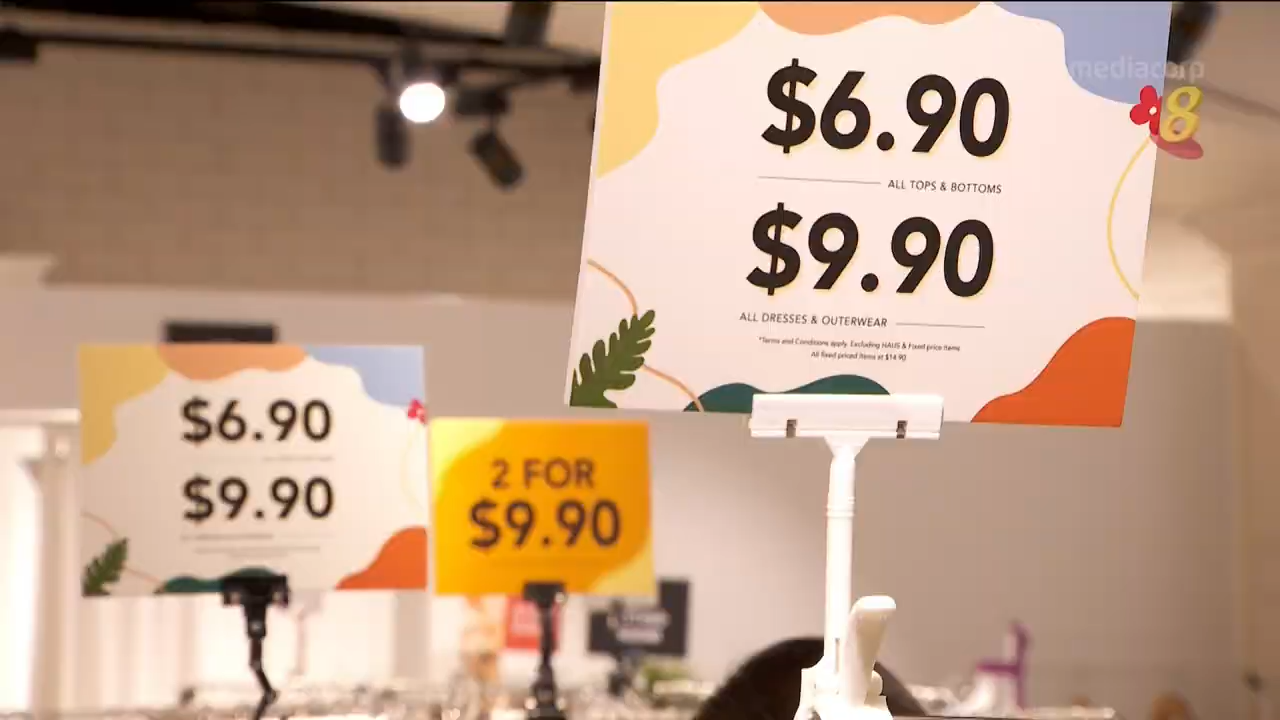 mediacorp
8
$6.90
ALL TOPS & BOTTOMS
$9.90
ALL DRESSES & OUTERWEAR
*Terms and Conditions apply. Excluding HAUS & Fixed price items
All fixed priced items at $14.90
$6.90
$9.90
2 FOR
$9.90